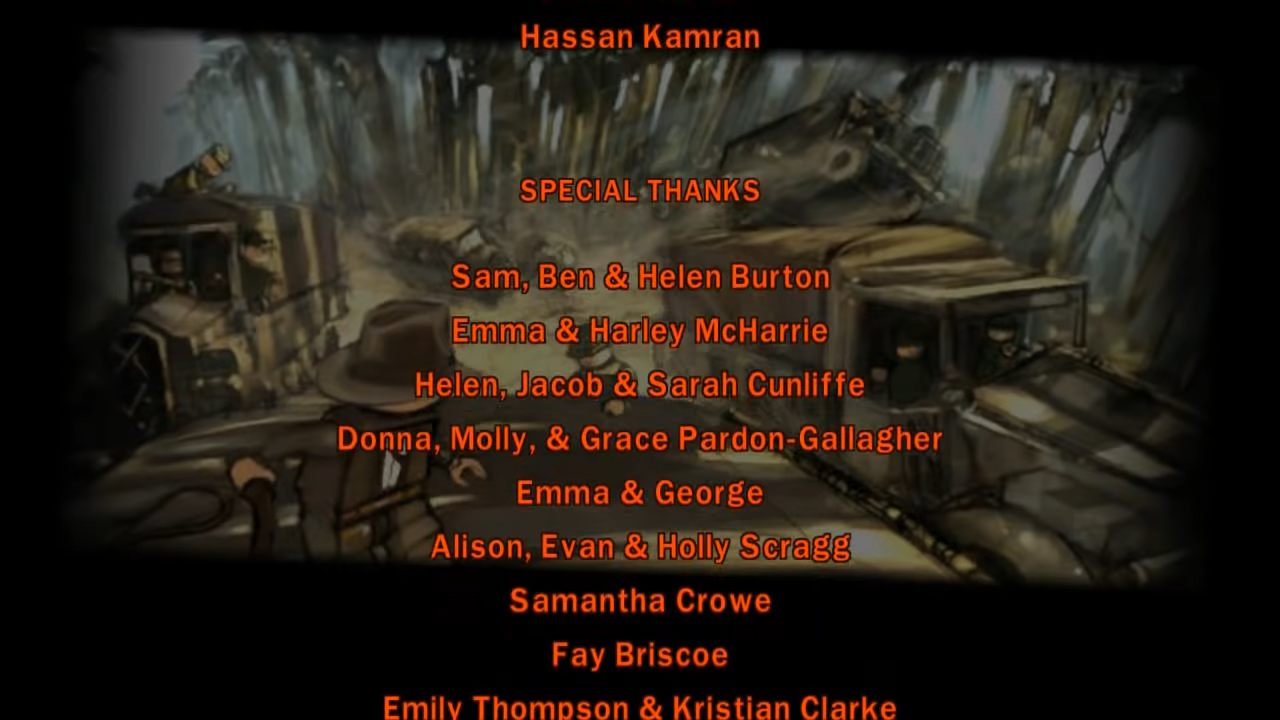 Hassan Kamran
SPECIAL THANKS
Sam, Ben & Helen Burton
Emma & Harley McHarrie
Helen, Jacob & Sarah Cunliffe
Donna, Molly, & Grace Pardon-Gallagher
Emma & George
Alison, Evan & Holly Scragg
Samantha Crowe
Fay Briscoe
Emily Thompson & Kristian Clarke